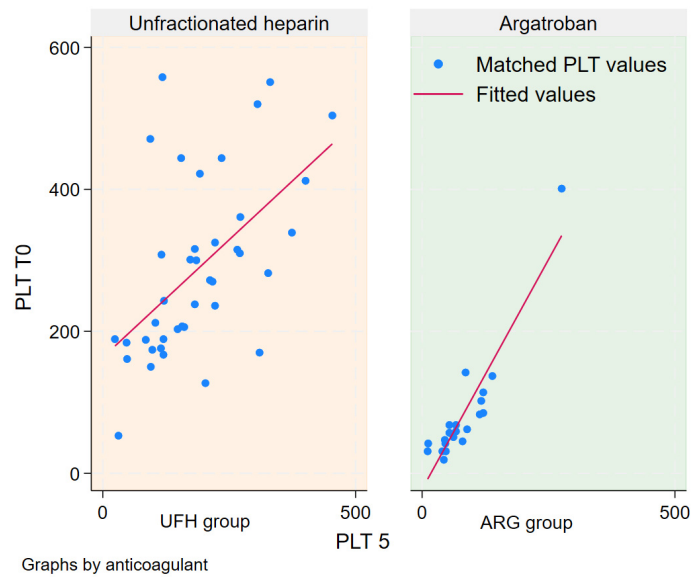 Unfractionated heparin
Argatroban
Matched PLT values
Fitted values
PLT T0
600
400
200
0
0
500
0
500
UFH group
ARG group
PLT 5
Graphs by anticoagulant